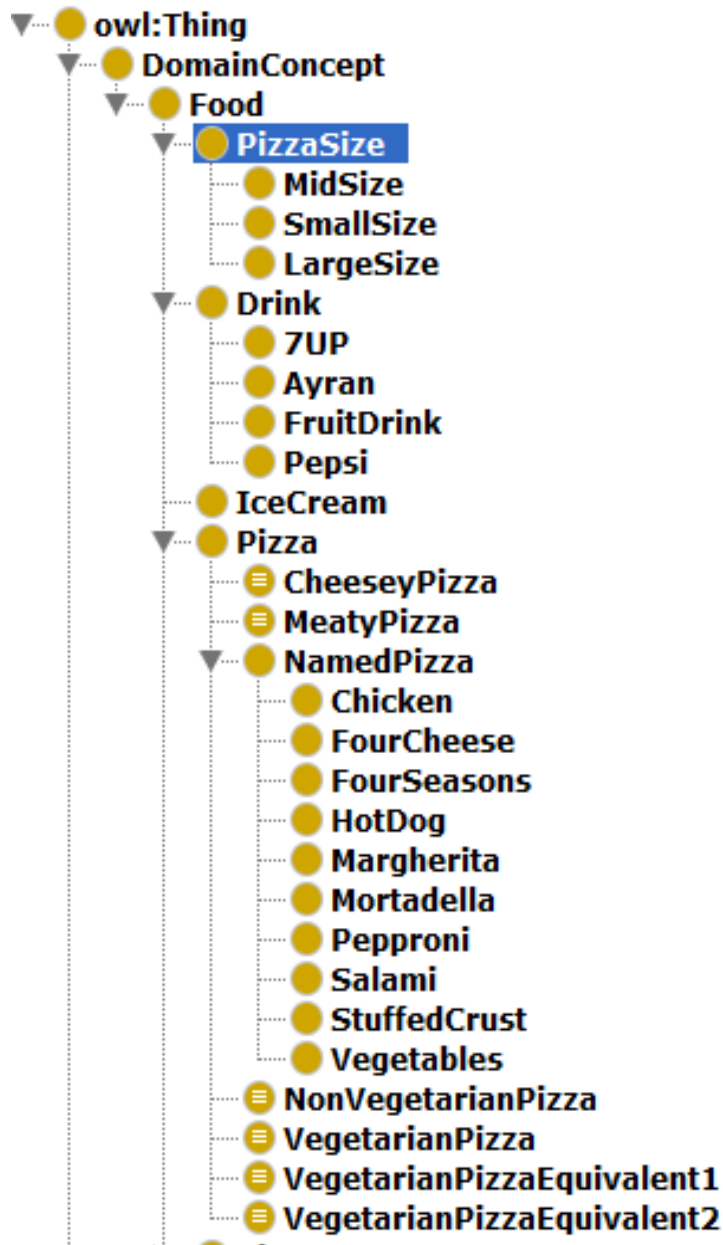 owl:Thing
DomainConcept
Food
PizzaSize
MidSize
SmallSize
LargeSize
Drink
7UP
Ayran
FruitDrink
Pepsi
IceCream
Pizza
CheeseyPizza
MeatyPizza
NamedPizza
Chicken
FourCheese
FourSeasons
HotDog
Margherita
Mortadella
Pepproni
Salami
StuffedCrust
Vegetables
NonVegetarianPizza
VegetarianPizza
VegetarianPizzaEquivalent1
VegetarianPizzaEquivalent2